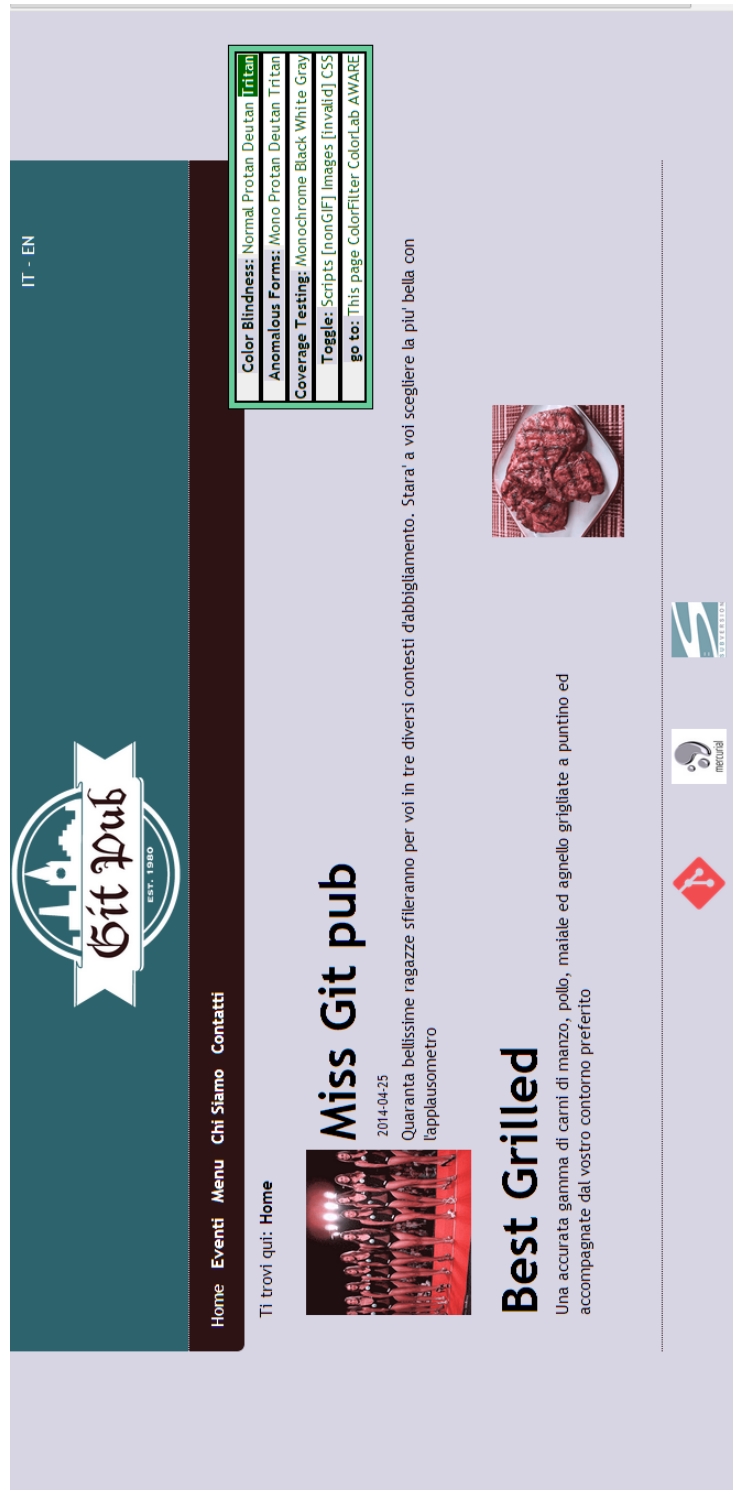 IT - EN
Git Pub
EST. 1980
Home Eventi Menu Chi Siamo Contatti
Color Blindness: Normal Protan Deutan Tritan
Anomalous Forms: Mono Protan Deutan Tritan
Coverage Testing: Monochrome Black White Gray
Toggle: Scripts [nonGIF] Images [invalid] CSS
go to: This page ColorFilter ColorLab AWARE
Ti trovi qui: Home
Miss Git pub
2014-04-25
Quaranta bellissime ragazze sfileranno per voi in tre diversi contesti d'abbigliamento. Stara' a voi scegliere la piu' bella con
l'applausometro
Best Grilled
Una accurata gamma di carni di manzo, pollo, maiale ed agnello grigliate a puntino ed
accompagnate dal vostro contorno preferito
mercurial
SUBVERSION